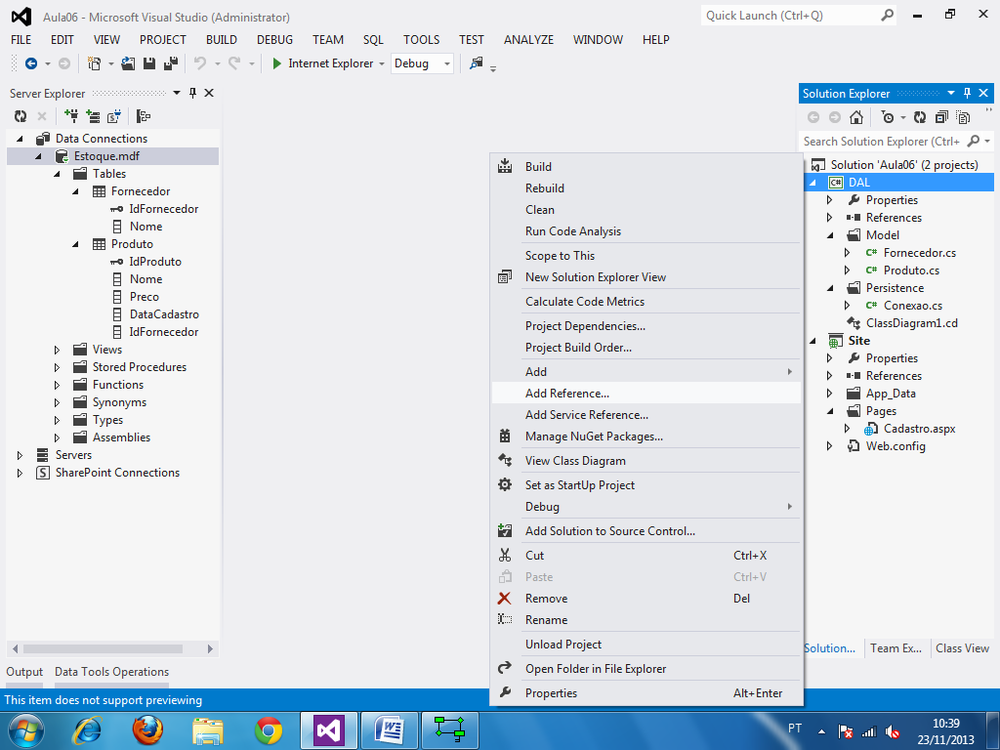 Aula06 - Microsoft Visual Studio (Administrator)
Quick Launch (Ctrl+Q)
FILE EDIT VIEW PROJECT BUILD DEBUG TEAM SQL TOOLS TEST ANALYZE WINDOW HELP
Internet Explorer Debug
Server Explorer
Data Connections
Estoque.mdf
Tables
Fornecedor
IdFornecedor
Nome
Produto
IdProduto
Nome
Preco
DataCadastro
IdFornecedor
Views
Stored Procedures
Functions
Synonyms
Types
Assemblies
Servers
SharePoint Connections
Build
Rebuild
Clean
Run Code Analysis
Scope to This
New Solution Explorer View
Calculate Code Metrics
Project Dependencies...
Project Build Order...
Add
Add Reference...
Add Service Reference...
Manage NuGet Packages...
View Class Diagram
Set as StartUp Project
Debug
Add Solution to Source Control...
Cut Ctrl+X
Paste Ctrl+V
Remove Del
Rename
Unload Project
Open Folder in File Explorer
Properties Alt+Enter
Solution Explorer
Search Solution Explorer (Ctrl+
Solution 'Aula06' (2 projects)
C# DAL
Properties
References
Model
C# Fornecedor.cs
C# Produto.cs
Persistence
C# Conexao.cs
ClassDiagram1.cd
Site
Properties
References
App_Data
Pages
Cadastro.aspx
Web.config
Solution... Team Ex... Class View
Output Data Tools Operations
This item does not support previewing
PT
10:39
23/11/2013